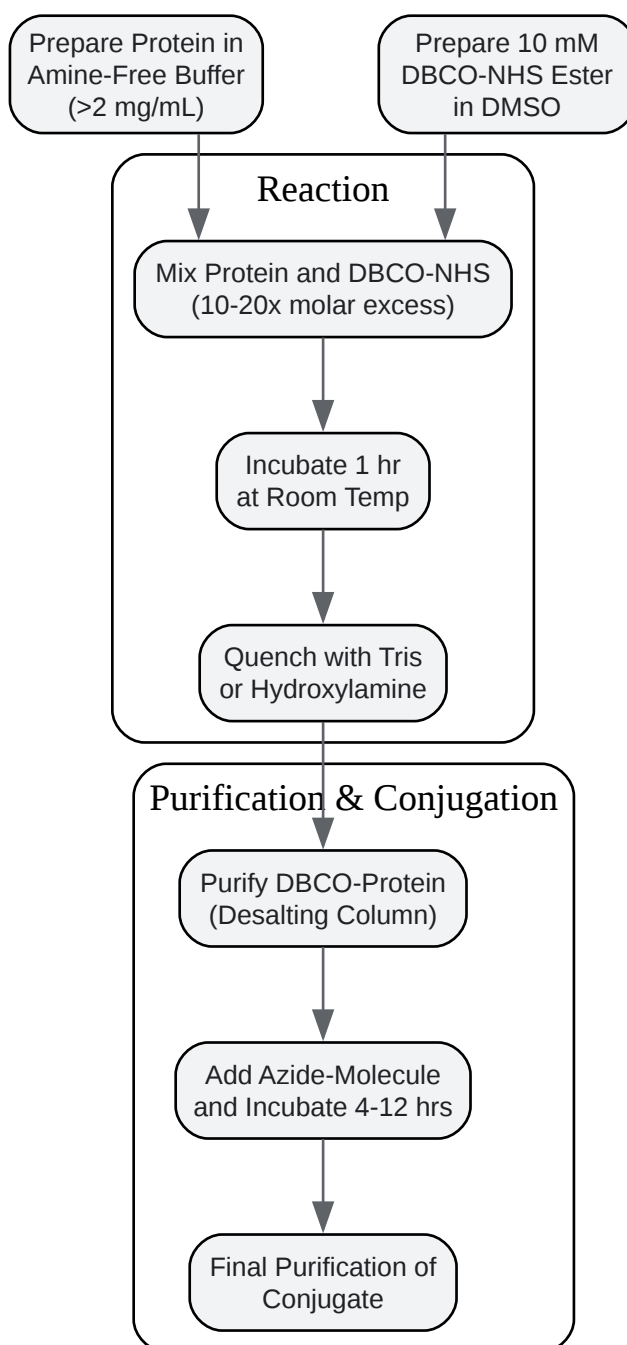 Prepare Protein in
Amine-Free Buffer
(>2 mg/mL)
Prepare 10 mM
DBCO-NHS Ester
in DMSO
Reaction
Mix Protein and DBCO-NHS
(10-20x molar excess)
Incubate 1 hr
at Room Temp
Quench with Tris
or Hydroxylamine
Purification & Conjugation
Purify DBCO-Protein
(Desalting Column)
Add Azide-Molecule
and Incubate 4-12 hrs
Final Purification of
Conjugate